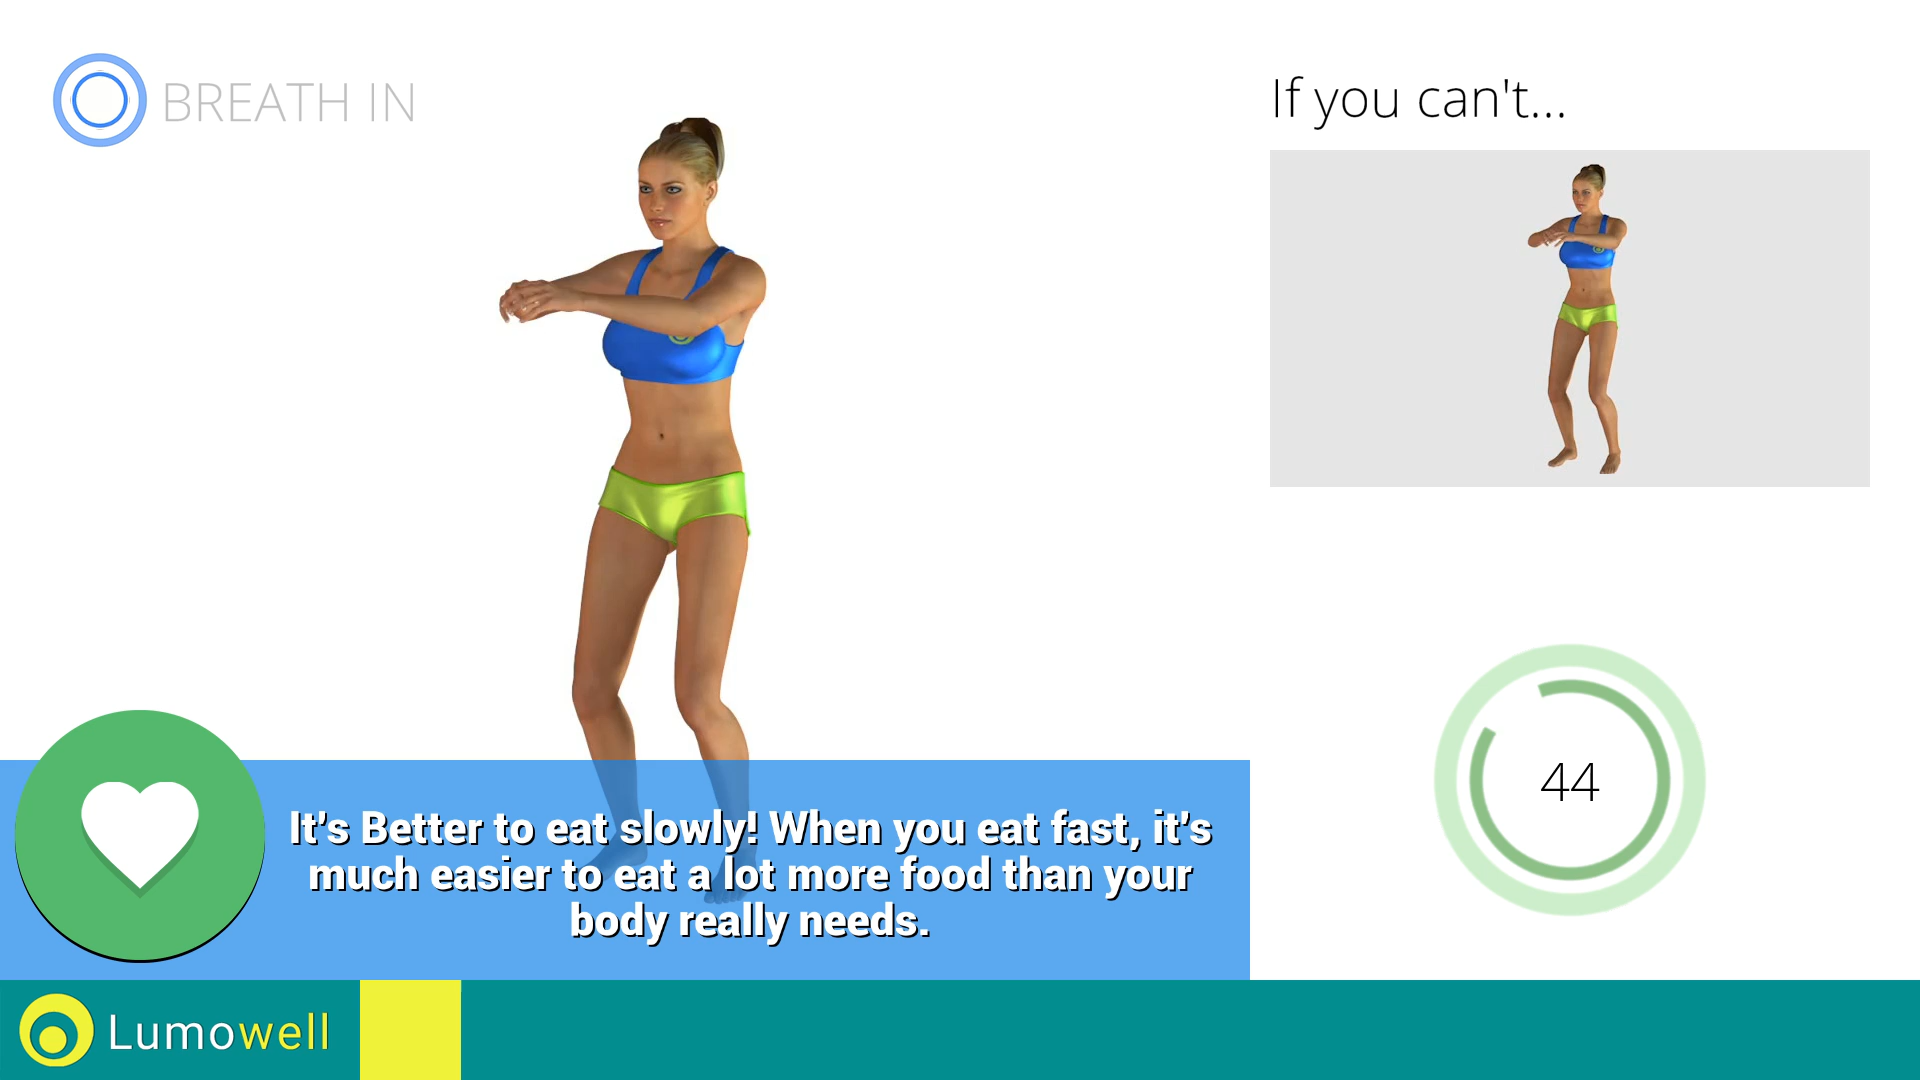 BREATH IN
If you can't...
44
It's Better to eat slowly! When you eat fast, it's
much easier to eat a lot more food than your
body really needs.
Lumowell